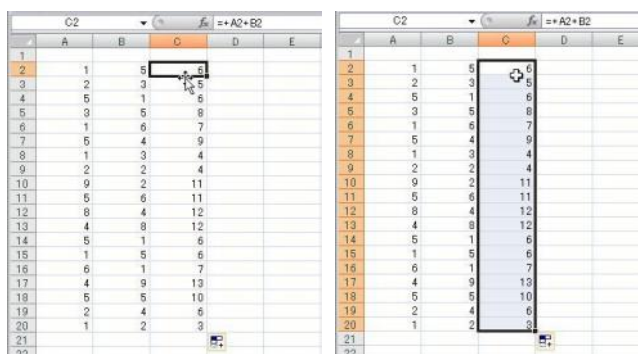 C2 fx =+A2+B2
A B C D E
1
2 1 5 6
3 2 3 5
4 5 1 6
5 3 5 8
6 1 6 7
7 5 4 9
8 1 3 4
9 2 2 4
10 9 2 11
11 5 6 11
12 8 4 12
13 4 8 12
14 5 1 6
15 1 5 6
16 6 1 7
17 4 9 13
18 5 5 10
19 2 4 6
20 1 2 3
21
C2 fx =+A2+B2
A B C D E
1
2 1 5 6
3 2 3 5
4 5 1 6
5 3 5 8
6 1 6 7
7 5 4 9
8 1 3 4
9 2 2 4
10 9 2 11
11 5 6 11
12 8 4 12
13 4 8 12
14 5 1 6
15 1 5 6
16 6 1 7
17 4 9 13
18 5 5 10
19 2 4 6
20 1 2 3
21